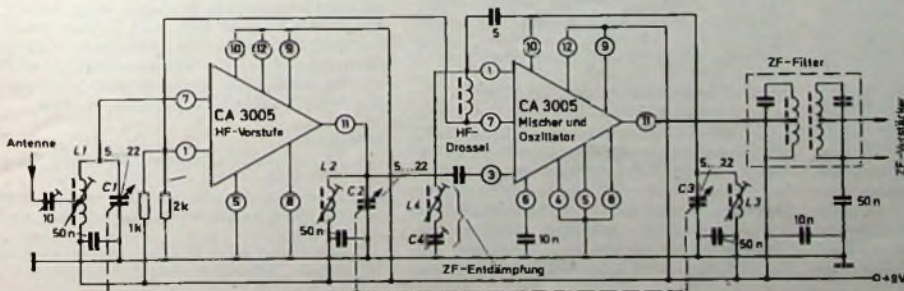 Antenne
10
L1
50n
5...22
C1
1k
2k
7
1
10
12
9
CA 3005
HF-Vorstufe
11
5
8
L2
50n
C2
5...22
L4
C4
ZF-Entdämpfung
5
HF-
Drossel
1
7
3
10
12
9
CA 3005
Mischer und
Oszillator
11
6
4
5
8
10n
5...22
C3
50n
L3
ZF-Filter
10n
50n
ZF-Verstärker
+9V